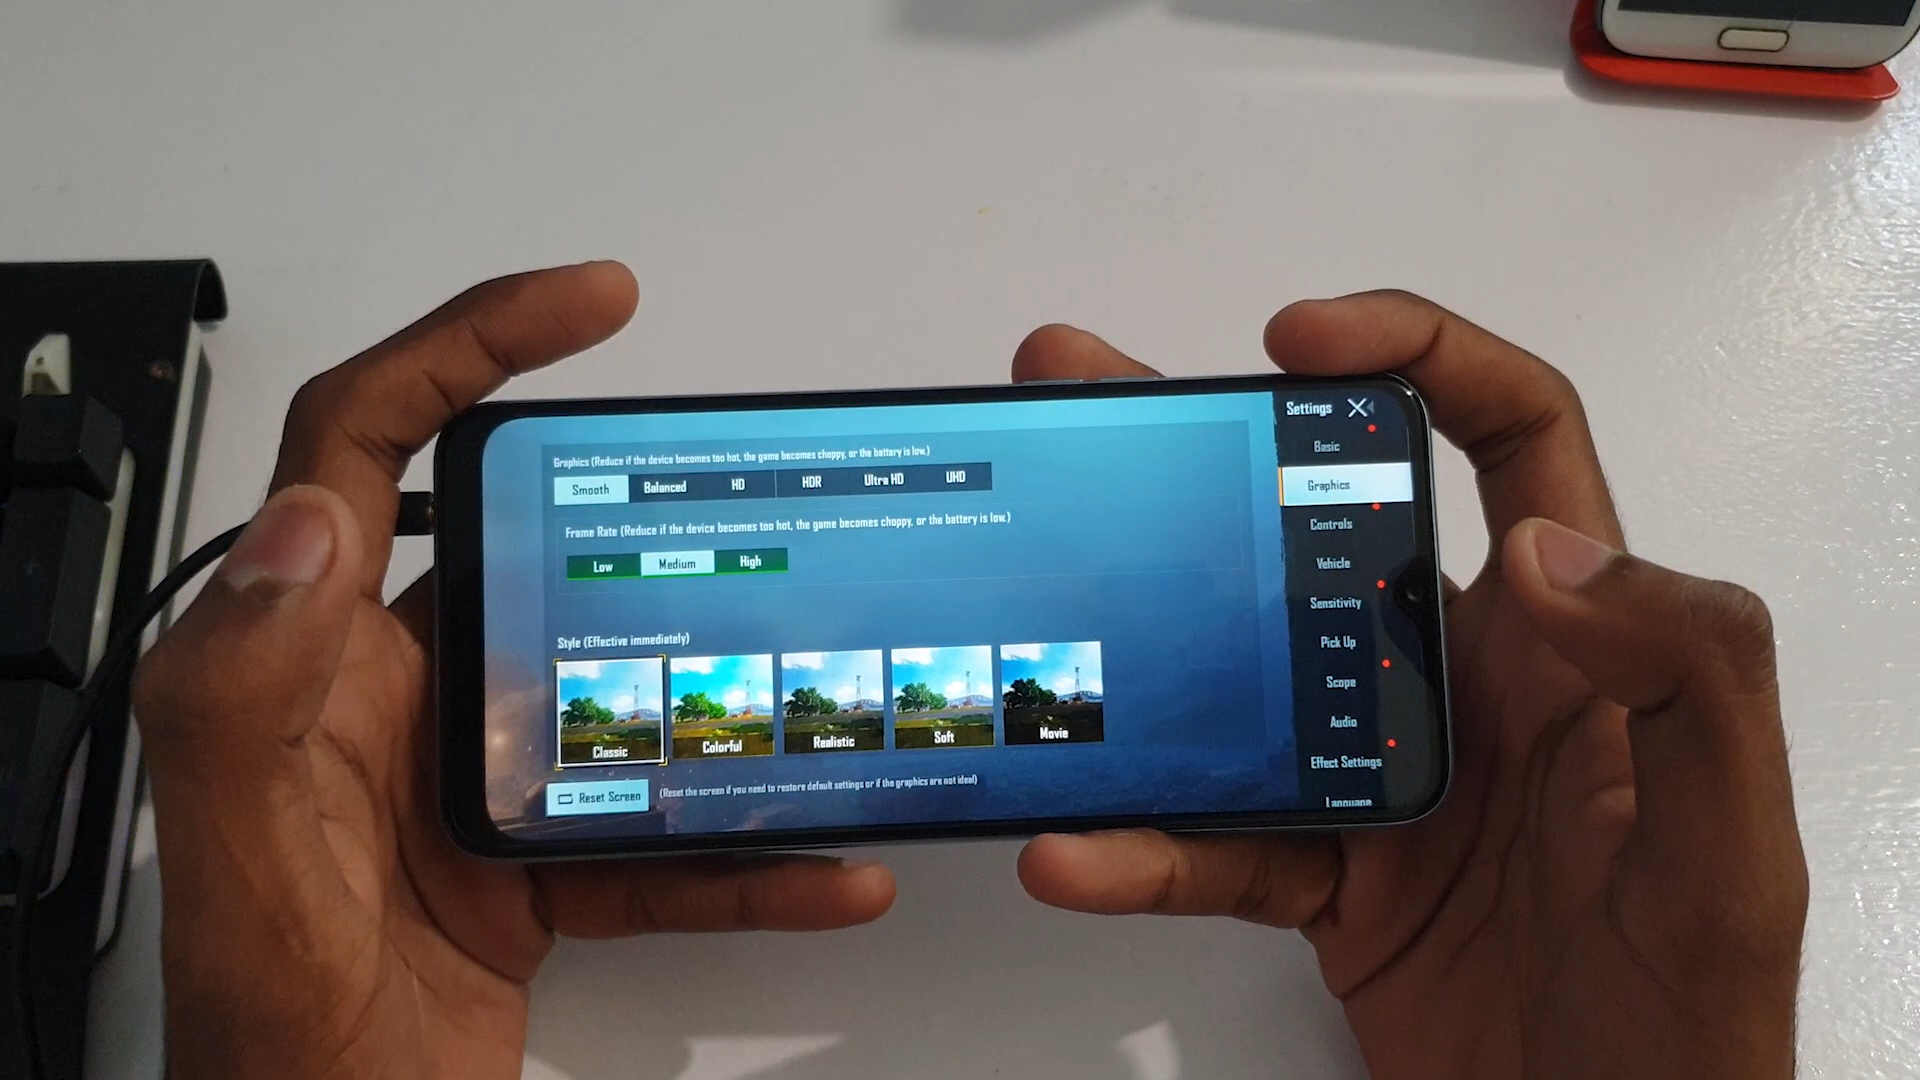 Settings
Graphics (Reduce if the device becomes too hot, the game becomes choppy, or the battery is low.)
Smooth Balanced HD HDR Ultra HD UHD
Frame Rate (Reduce if the device becomes too hot, the game becomes choppy, or the battery is low.)
Low Medium High
Style (Effective immediately)
Classic Colorful Realistic Soft Movie
Reset Screen (Reset the screen if you need to restore default settings or if the graphics are not ideal)
Basic
Graphics
Controls
Vehicle
Sensitivity
Pick Up
Scope
Audio
Effect Settings
Language